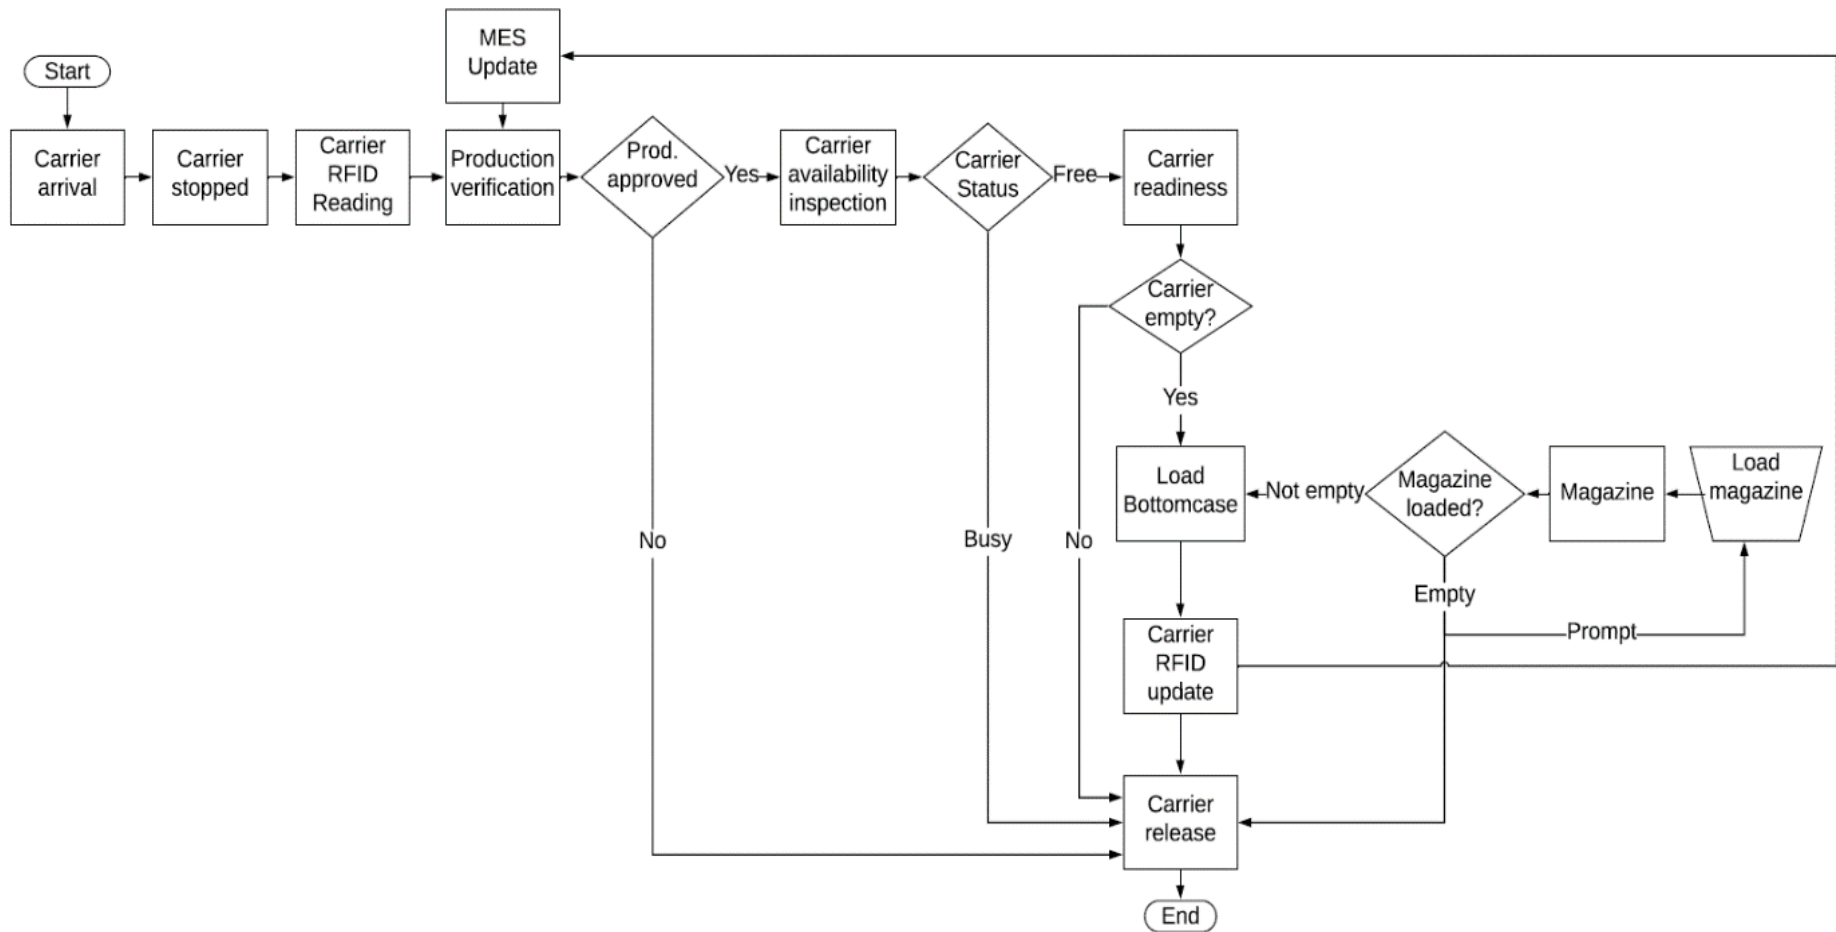 MES
Update
Start
Carrier
arrival
Carrier
stopped
Carrier
RFID
Reading
Production
verification
Prod.
approved
Yes
Carrier
availability
inspection
Carrier
Status
Free
Carrier
readiness
Carrier
empty?
Yes
Load
Bottomcase
Not empty
Magazine
loaded?
Magazine
Load
magazine
No
Busy
No
Empty
Prompt
Carrier
RFID
update
Carrier
release
End